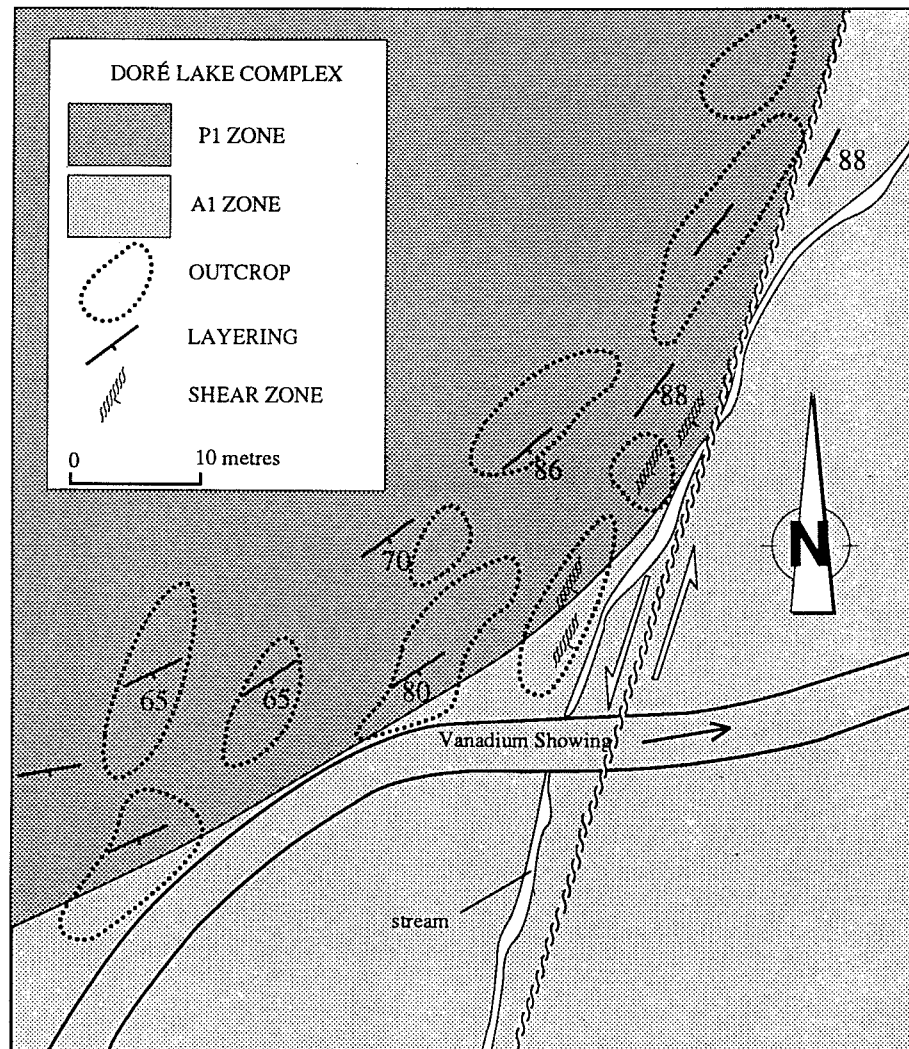 DORÉ LAKE COMPLEX
P1 ZONE
A1 ZONE
OUTCROP
LAYERING
SHEAR ZONE
0 10 metres
88
88
86
70
65
65
80
N
Vanadium Showing
stream